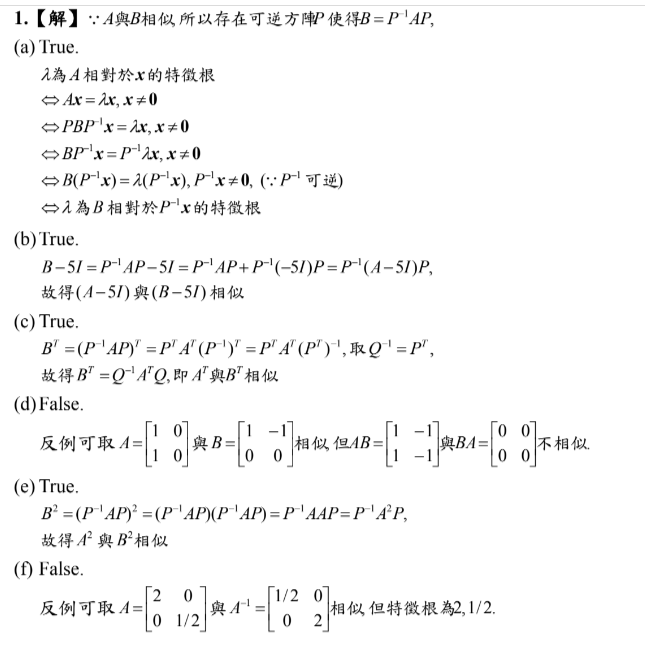 1.【解】∵A與B相似, 所以存在可逆方陣P 使得B = P⁻¹AP,
(a) True.
λ為A相對於x的特徵根
⇔ Ax = λx, x ≠ 0
⇔ PBP⁻¹x = λx, x ≠ 0
⇔ BP⁻¹x = P⁻¹λx, x ≠ 0
⇔ B(P⁻¹x) = λ(P⁻¹x), P⁻¹x ≠ 0, (∵P⁻¹ 可逆)
⇔ λ 為B相對於P⁻¹x的特徵根
(b) True.
B − 5I = P⁻¹AP − 5I = P⁻¹AP + P⁻¹(−5I)P = P⁻¹(A − 5I)P,
故得(A − 5I) 與(B − 5I) 相似
(c) True.
Bᵀ = (P⁻¹AP)ᵀ = PᵀAᵀ(P⁻¹)ᵀ = PᵀAᵀ(Pᵀ)⁻¹, 取Q⁻¹ = Pᵀ,
故得Bᵀ = Q⁻¹AᵀQ, 即Aᵀ與Bᵀ相似
(d) False.
反例可取A = [1 0; 1 0] 與B = [1 −1; 0 0] 相似, 但AB = [1 −1; 1 −1] 與BA = [0 0; 0 0] 不相似.
(e) True.
B² = (P⁻¹AP)² = (P⁻¹AP)(P⁻¹AP) = P⁻¹AAP = P⁻¹A²P,
故得A² 與B²相似
(f) False.
反例可取A = [2 0; 0 1/2] 與A⁻¹ = [1/2 0; 0 2] 相似, 但特徵根為2, 1/2.